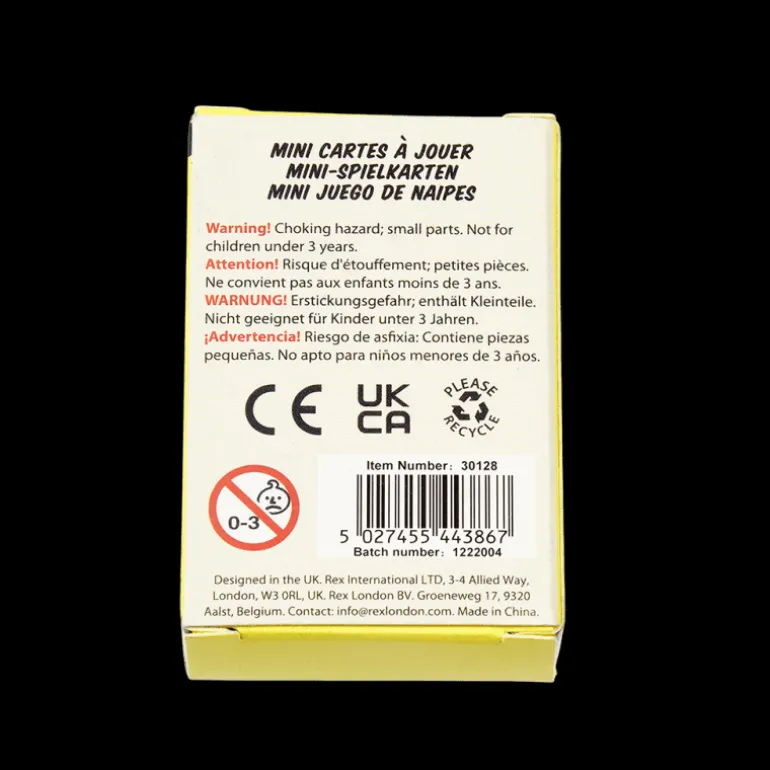 MINI CARTES À JOUER
MINI-SPIELKARTEN
MINI JUEGO DE NAIPES
Warning! Choking hazard; small parts. Not for
children under 3 years.
Attention! Risque d'étouffement; petites pièces.
Ne convient pas aux enfants moins de 3 ans.
WARNUNG! Erstickungsgefahr; enthält Kleinteile.
Nicht geeignet für Kinder unter 3 Jahren.
¡Advertencia! Riesgo de asfixia: Contiene piezas
pequeñas. No apto para niños menores de 3 años.
CE
UK
CA
PLEASE
RECYCLE
0-3
Item Number: 30128
5 027455 443867
Batch number: 1222004
Designed in the UK. Rex International LTD, 3-4 Allied Way,
London, W3 0RL, UK. Rex London BV. Groeneweg 17, 9320
Aalst, Belgium. Contact: info@rexlondon.com. Made in China.